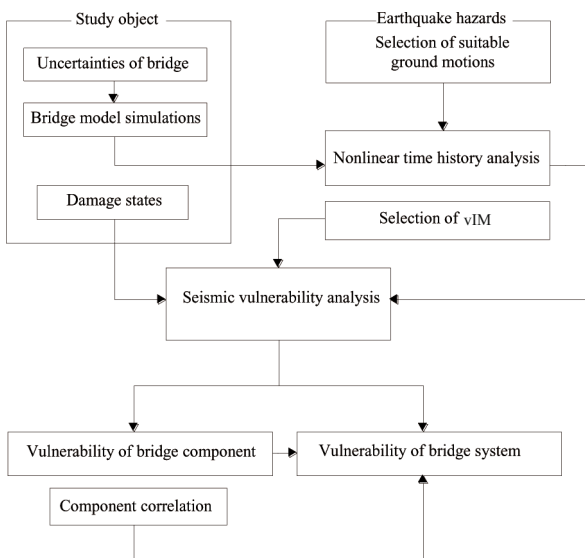 Study object
Earthquake hazards
Selection of suitable
ground motions
Uncertainties of bridge
Bridge model simulations
Nonlinear time history analysis
Damage states
Selection of vIM
Seismic vulnerability analysis
Vulnerability of bridge component
Vulnerability of bridge system
Component correlation